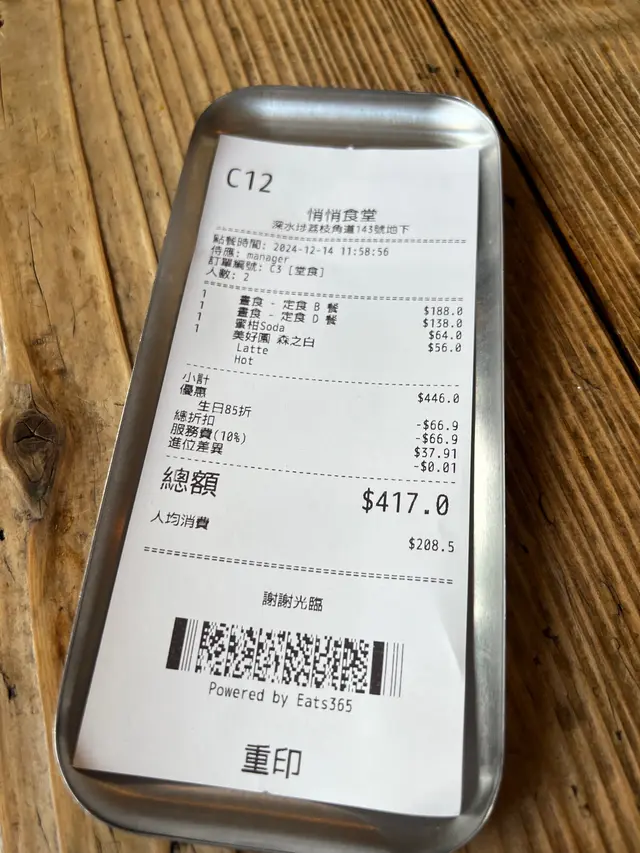 C12
悄悄食堂
深水埗荔枝角道143號地下
點餐時間: 2024-12-14 11:58:56
侍應: manager
訂單編號: C3 [堂食]
人數: 2
1 晝食 - 定食 B 餐 $188.0
1 晝食 - 定食 D 餐 $138.0
1 蜜柑Soda $64.0
1 美好園 森之白 $56.0
Latte
Hot
小計 $446.0
優惠
生日85折 -$66.9
總折扣 -$66.9
服務費(10%) $37.91
進位差異 -$0.01
總額 $417.0
人均消費 $208.5
謝謝光臨
Powered by Eats365
重印